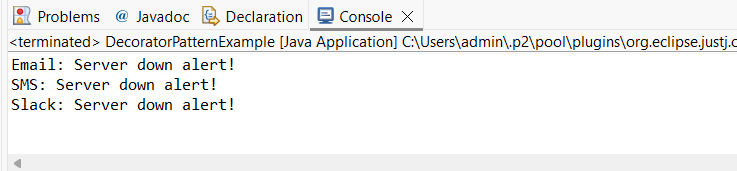 Problems @ Javadoc Declaration Console
<terminated> DecoratorPatternExample [Java Application] C:\Users\admin\.p2\pool\plugins\org.eclipse.justj.o
Email: Server down alert!
SMS: Server down alert!
Slack: Server down alert!